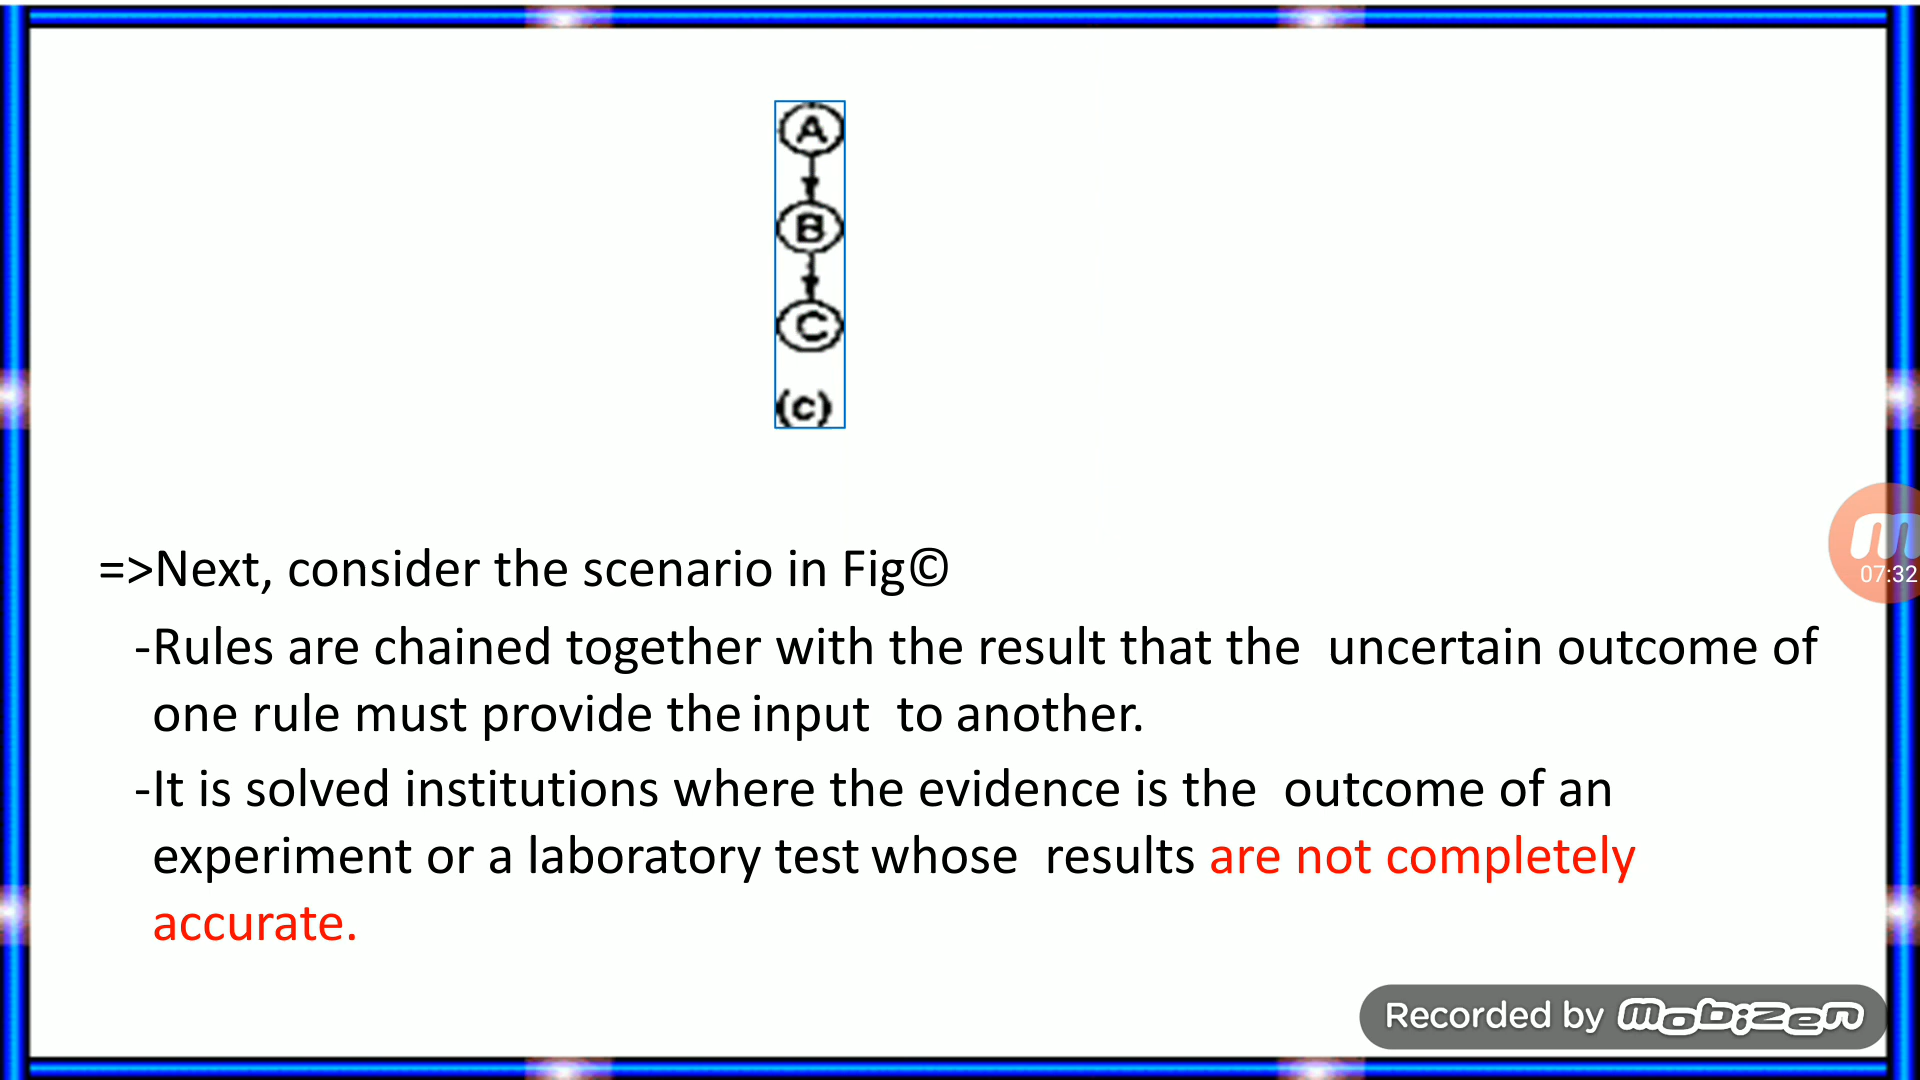 A
B
C
(c)
=>Next, consider the scenario in Fig©
-Rules are chained together with the result that the uncertain outcome of
one rule must provide the input to another.
-It is solved institutions where the evidence is the outcome of an
experiment or a laboratory test whose results are not completely
accurate.
07:32
Recorded by mobizen